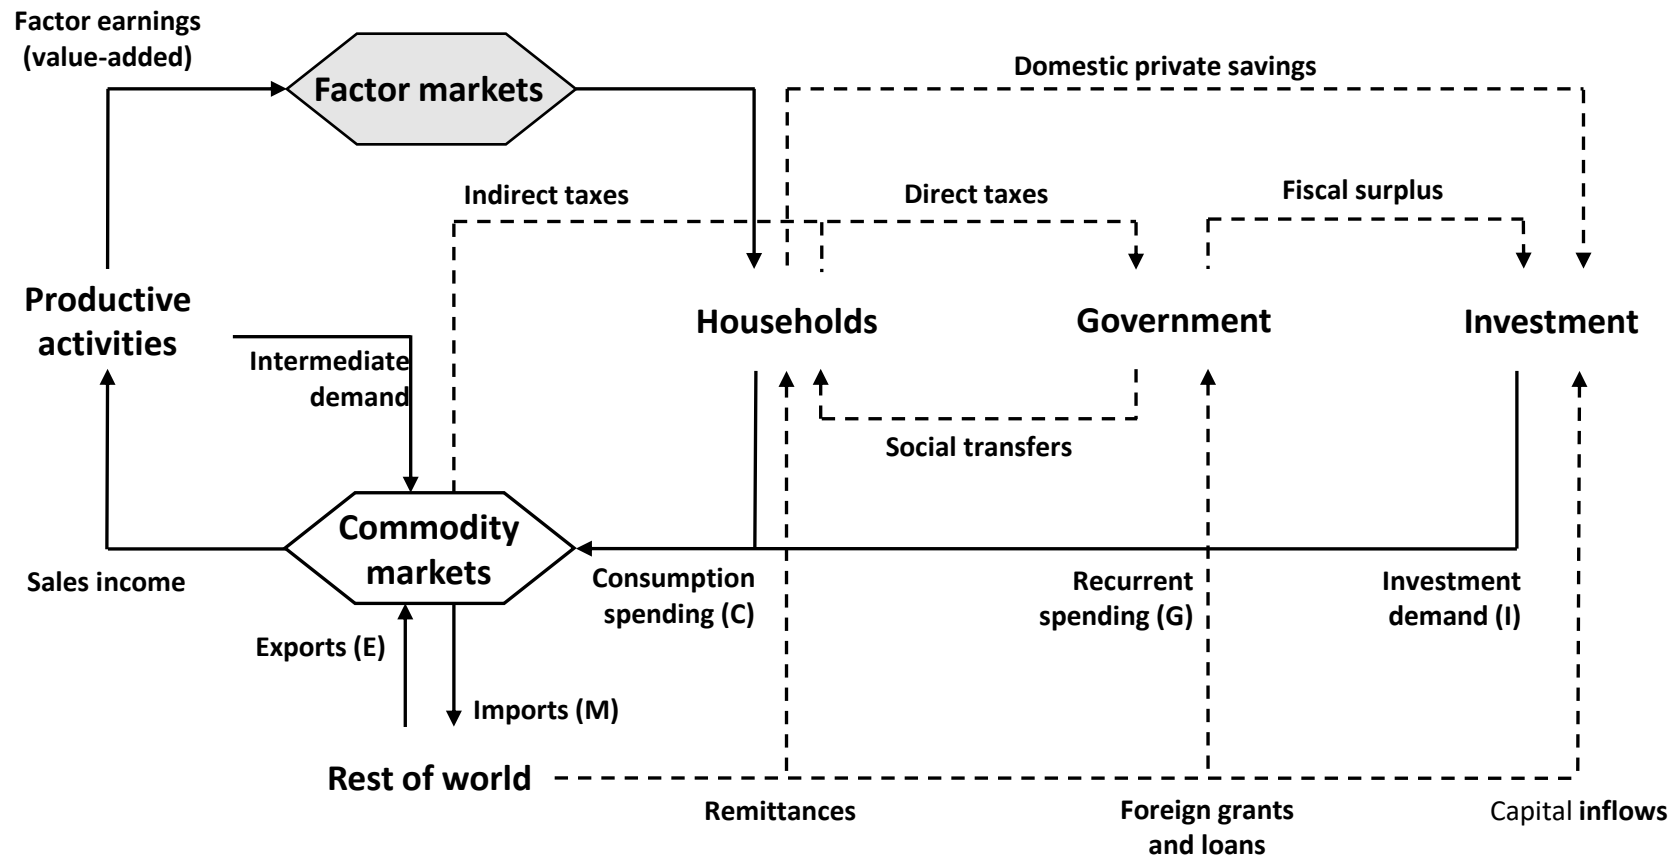 Factor earnings
(value-added)
Factor markets
Domestic private savings
Indirect taxes
Direct taxes
Fiscal surplus
Productive
activities
Households
Government
Investment
Intermediate
demand
Social transfers
Commodity
markets
Sales income
Consumption
spending (C)
Recurrent
spending (G)
Investment
demand (I)
Exports (E)
Imports (M)
Rest of world
Remittances
Foreign grants
and loans
Capital inflows